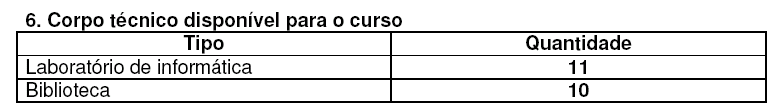 6. Corpo técnico disponível para o curso
Tipo Quantidade
Laboratório de informática 11
Biblioteca 10